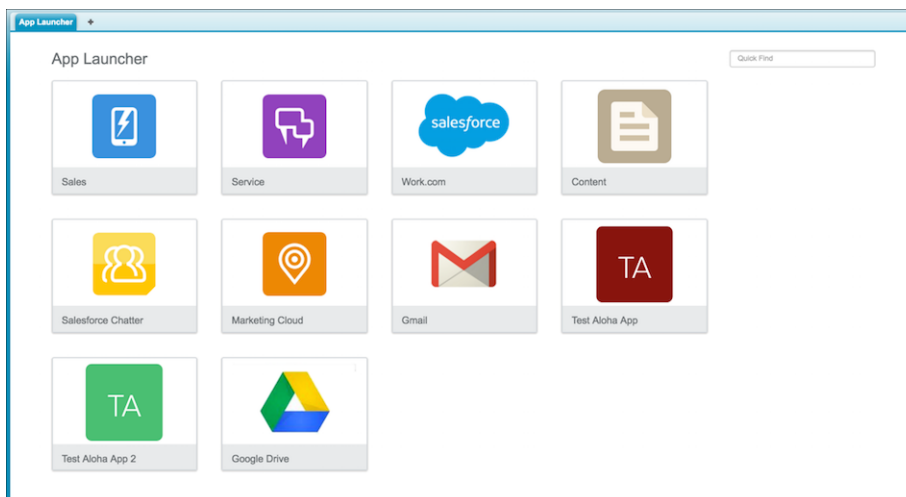 App Launcher +
App Launcher
Quick Find
salesforce
Sales
Service
Work.com
Content
TA
Salesforce Chatter
Marketing Cloud
Gmail
Test Aloha App
TA
Test Aloha App 2
Google Drive